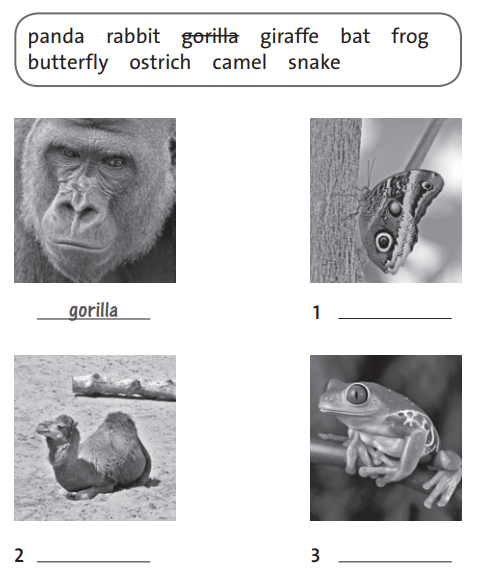 panda rabbit gorilla giraffe bat frog
butterfly ostrich camel snake
gorilla
1
2
3